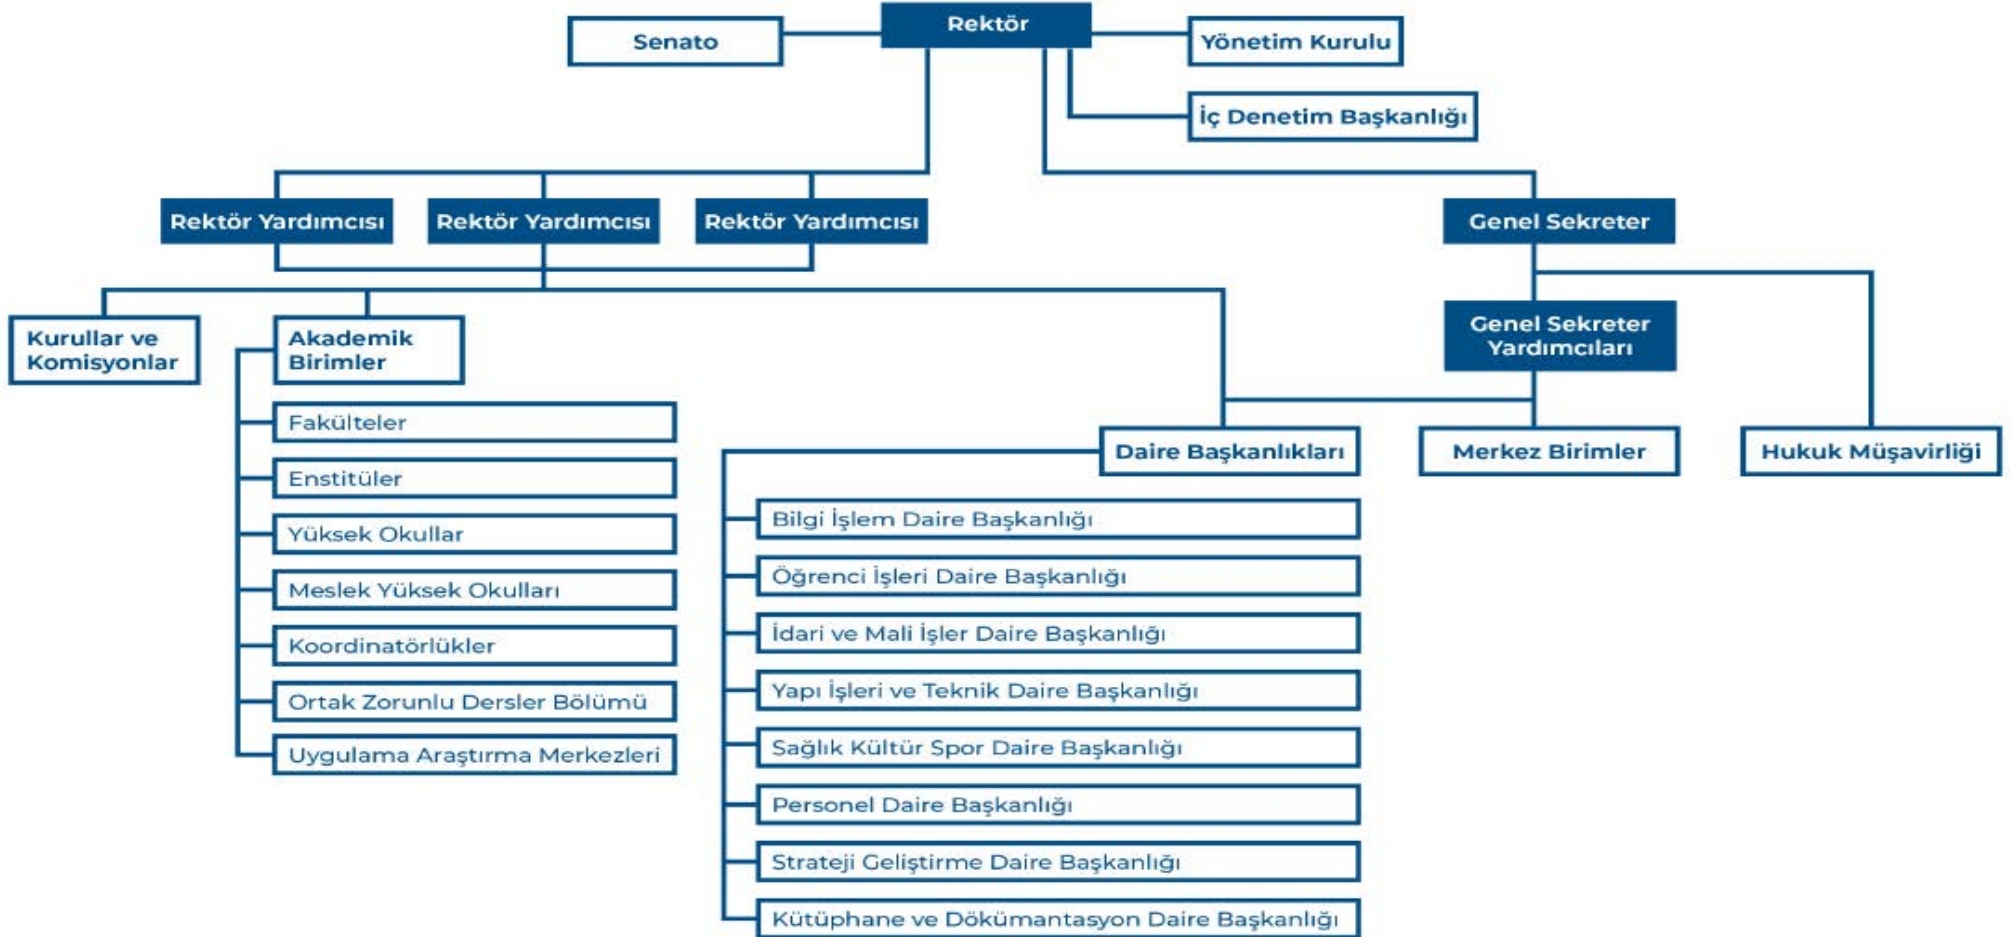 Rektör
Senato
Yönetim Kurulu
İç Denetim Başkanlığı
Rektör Yardımcısı
Rektör Yardımcısı
Rektör Yardımcısı
Genel Sekreter
Genel Sekreter
Yardımcıları
Kurullar ve
Komisyonlar
Akademik
Birimler
Fakülteler
Enstitüler
Yüksek Okullar
Meslek Yüksek Okulları
Koordinatörlükler
Ortak Zorunlu Dersler Bölümü
Uygulama Araştırma Merkezleri
Daire Başkanlıkları
Merkez Birimler
Hukuk Müşavirliği
Bilgi İşlem Daire Başkanlığı
Öğrenci İşleri Daire Başkanlığı
İdari ve Mali İşler Daire Başkanlığı
Yapı İşleri ve Teknik Daire Başkanlığı
Sağlık Kültür Spor Daire Başkanlığı
Personel Daire Başkanlığı
Strateji Geliştirme Daire Başkanlığı
Kütüphane ve Dökümantasyon Daire Başkanlığı